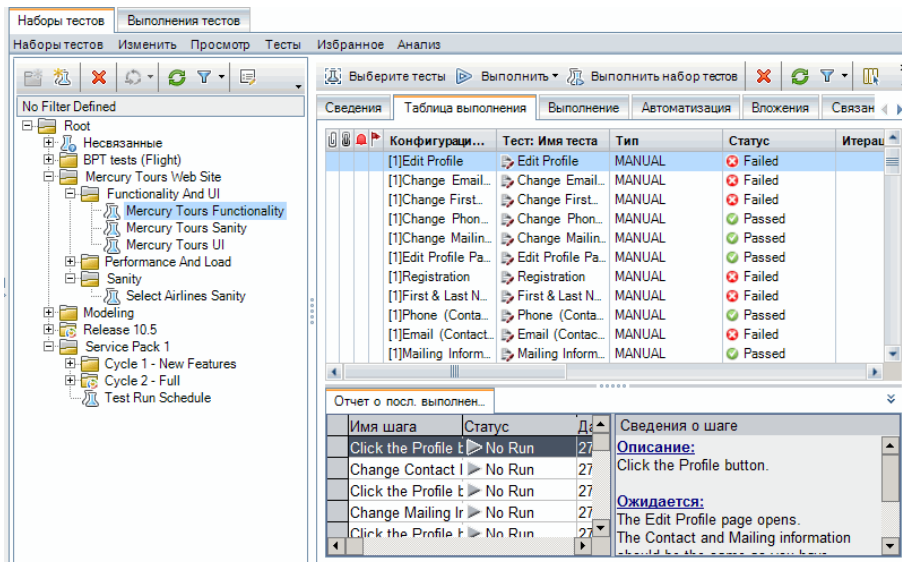 Наборы тестов Выполнения тестов
Наборы тестов Изменить Просмотр Тесты Избранное Анализ
No Filter Defined
Root
Несвязанные
BPT tests (Flight)
Mercury Tours Web Site
Functionality And UI
Mercury Tours Functionality
Mercury Tours Sanity
Mercury Tours UI
Performance And Load
Sanity
Select Airlines Sanity
Modeling
Release 10.5
Service Pack 1
Cycle 1 - New Features
Cycle 2 - Full
Test Run Schedule
Выберите тесты Выполнить Выполнить набор тестов
Сведения Таблица выполнения Выполнение Автоматизация Вложения Связан
Конфигураци... Тест: Имя теста Тип Статус Итерац
[1]Edit Profile Edit Profile MANUAL Failed
[1]Change Email... Change Email... MANUAL Failed
[1]Change First... Change First... MANUAL Failed
[1]Change Phon... Change Phon... MANUAL Passed
[1]Change Mailin... Change Mailin... MANUAL Passed
[1]Edit Profile Pa... Edit Profile Pa... MANUAL Passed
[1]Registration Registration MANUAL Failed
[1]First & Last N... First & Last N... MANUAL Failed
[1]Phone (Conta... Phone (Conta... MANUAL Passed
[1]Email (Contact... Email (Contac... MANUAL Failed
[1]Mailing Inform... Mailing Inform... MANUAL Passed
Отчет о посл. выполнен...
Имя шага Статус Да
Click the Profile b No Run 27
Change Contact I No Run 27
Click the Profile b No Run 27
Change Mailing Ir No Run 27
Click the Profile b No Run 27
Сведения о шаге
Описание:
Click the Profile button.
Ожидается:
The Edit Profile page opens.
The Contact and Mailing information
should be the same as you have